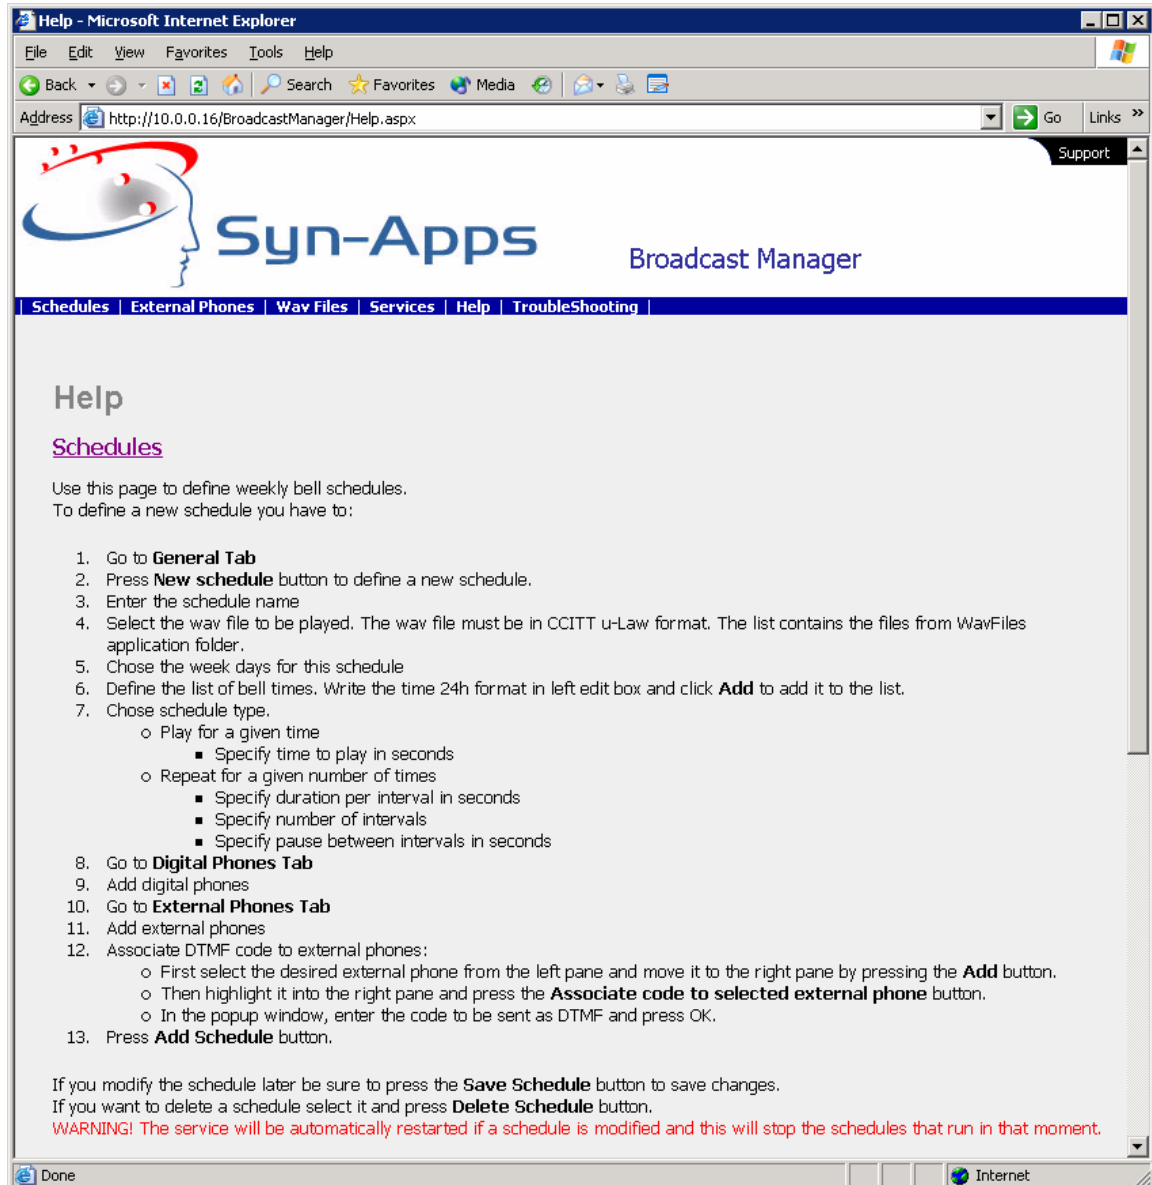 Help - Microsoft Internet Explorer
File Edit View Favorites Tools Help
Back Search Favorites Media
Address http://10.0.0.16/BroadcastManager/Help.aspx Go Links »
Support
Syn-Apps
Broadcast Manager
| Schedules | External Phones | Wav Files | Services | Help | TroubleShooting |
Help
Schedules
Use this page to define weekly bell schedules.
To define a new schedule you have to:
1. Go to General Tab
2. Press New schedule button to define a new schedule.
3. Enter the schedule name
4. Select the wav file to be played. The wav file must be in CCITT u-Law format. The list contains the files from WavFiles
application folder.
5. Chose the week days for this schedule
6. Define the list of bell times. Write the time 24h format in left edit box and click Add to add it to the list.
7. Chose schedule type.
o Play for a given time
▪ Specify time to play in seconds
o Repeat for a given number of times
▪ Specify duration per interval in seconds
▪ Specify number of intervals
▪ Specify pause between intervals in seconds
8. Go to Digital Phones Tab
9. Add digital phones
10. Go to External Phones Tab
11. Add external phones
12. Associate DTMF code to external phones:
o First select the desired external phone from the left pane and move it to the right pane by pressing the Add button.
o Then highlight it into the right pane and press the Associate code to selected external phone button.
o In the popup window, enter the code to be sent as DTMF and press OK.
13. Press Add Schedule button.
If you modify the schedule later be sure to press the Save Schedule button to save changes.
If you want to delete a schedule select it and press Delete Schedule button.
WARNING! The service will be automatically restarted if a schedule is modified and this will stop the schedules that run in that moment.
Done Internet